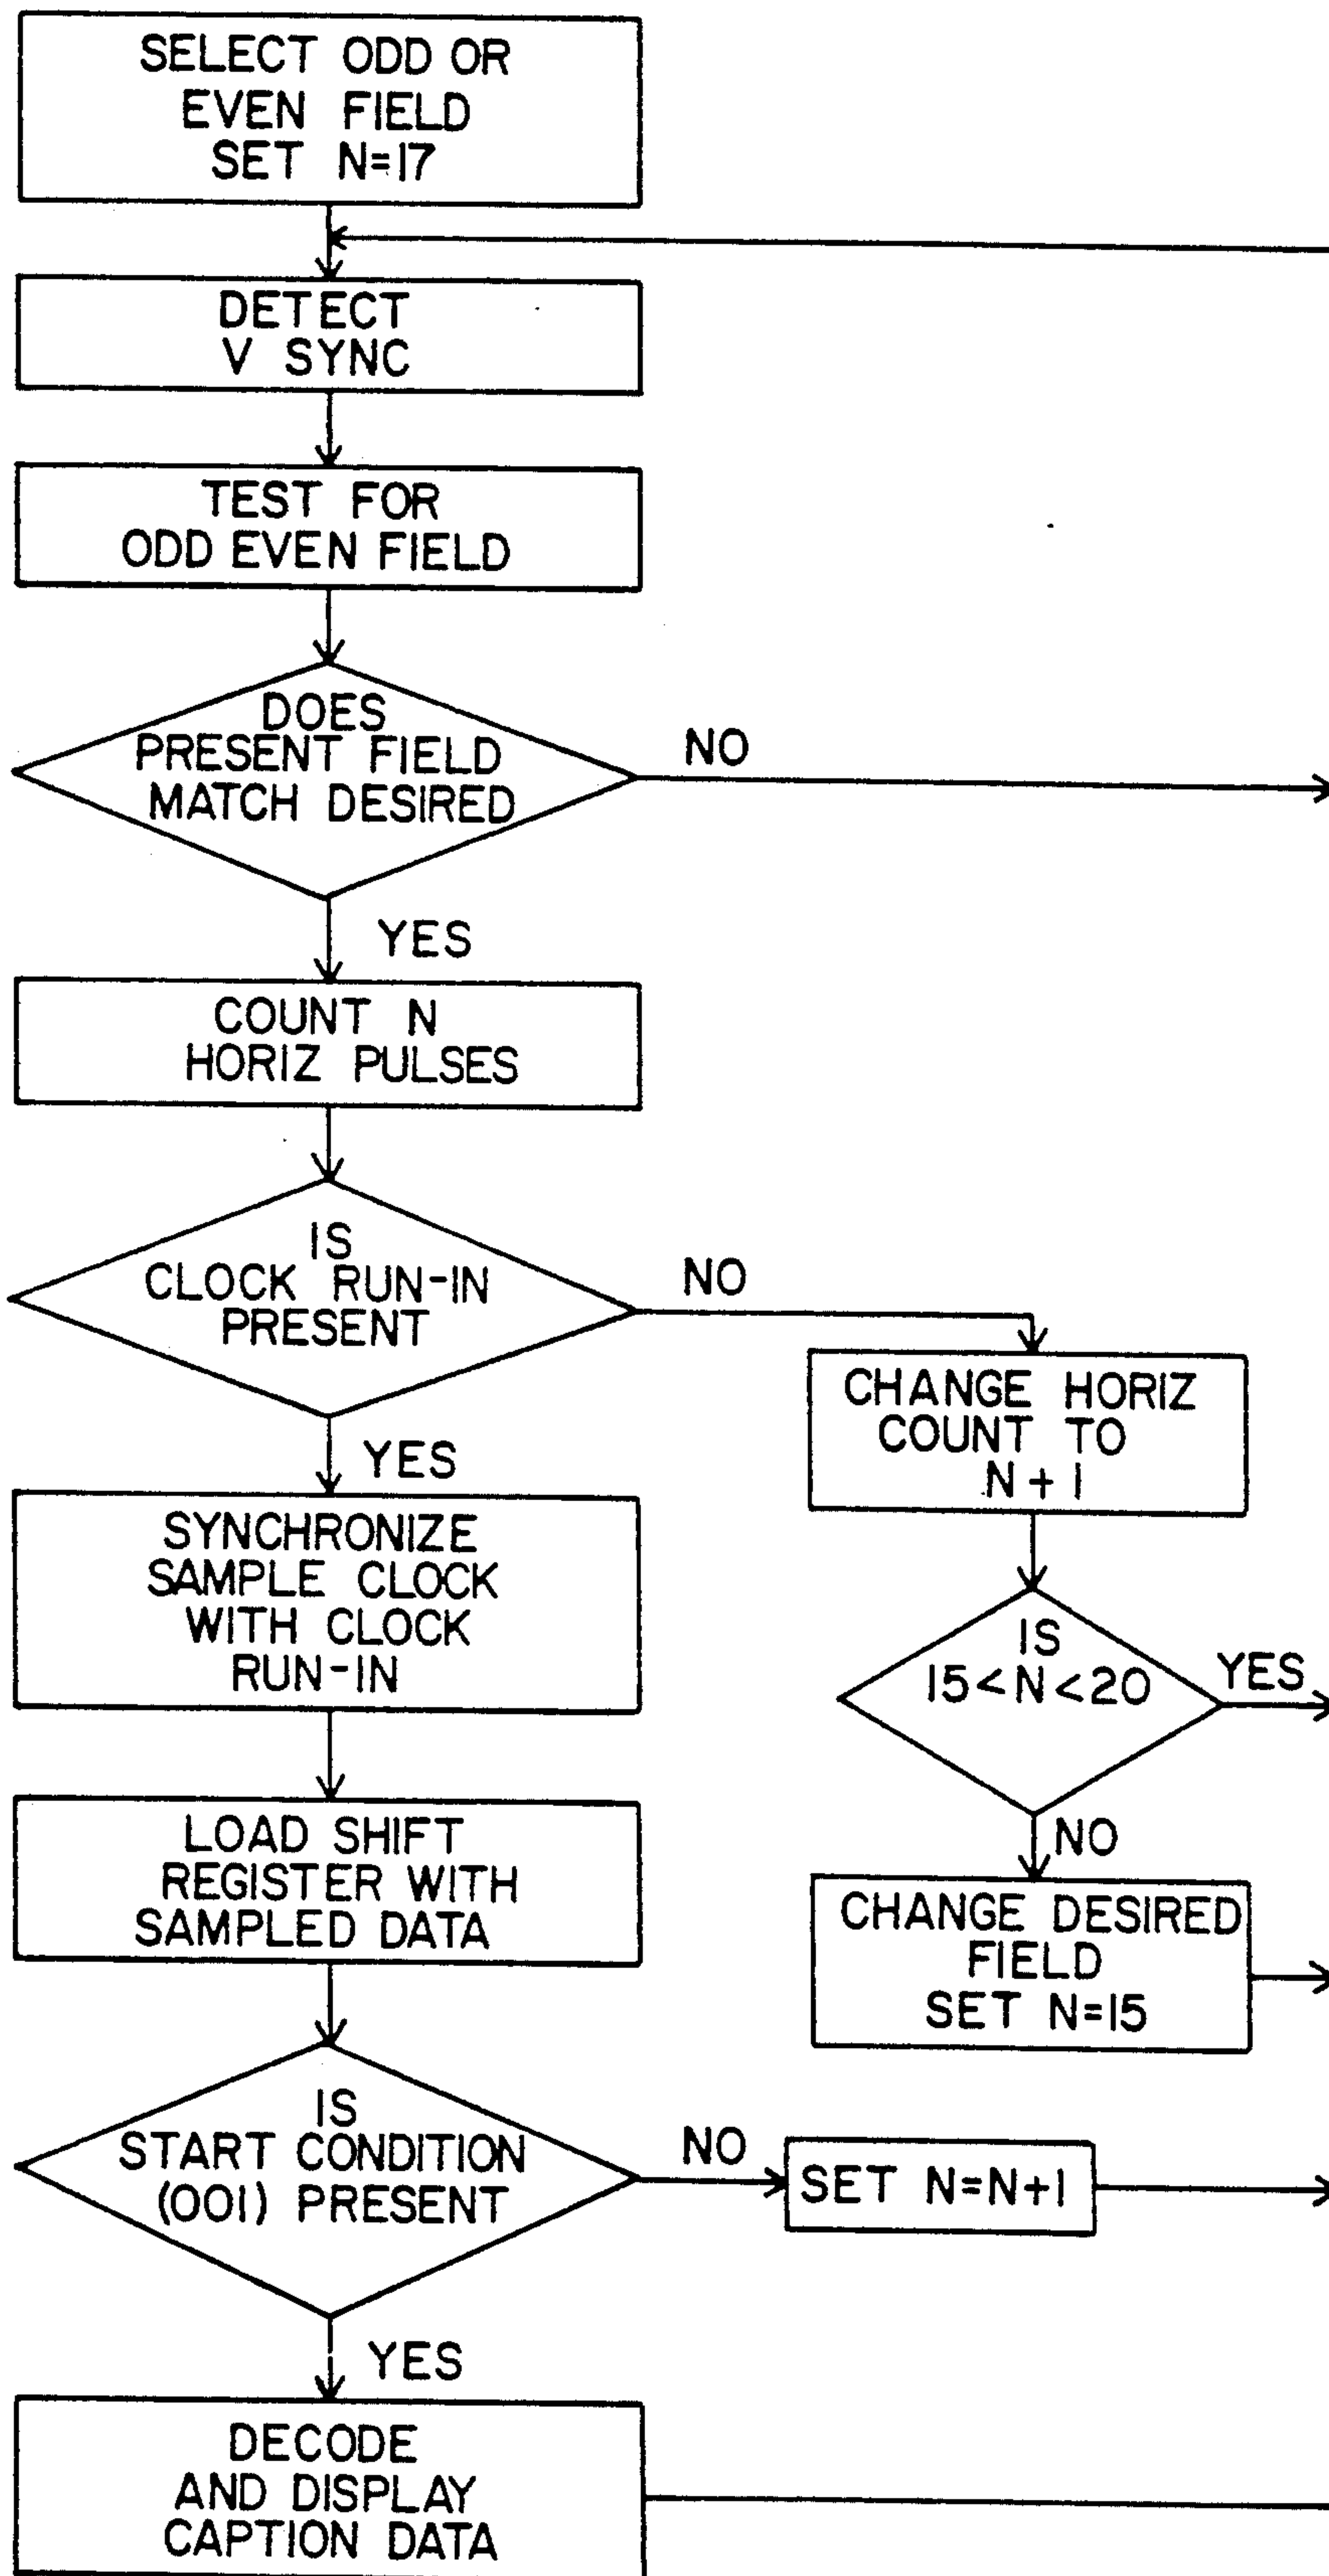 SELECT ODD OR
EVEN FIELD
SET N=17
DETECT
V SYNC
TEST FOR
ODD EVEN FIELD
DOES
PRESENT FIELD
MATCH DESIRED
NO
YES
COUNT N
HORIZ PULSES
IS
CLOCK RUN-IN
PRESENT
NO
YES
CHANGE HORIZ
COUNT TO
N + 1
SYNCHRONIZE
SAMPLE CLOCK
WITH CLOCK
RUN-IN
IS
15<N<20
YES
NO
LOAD SHIFT
REGISTER WITH
SAMPLED DATA
CHANGE DESIRED
FIELD
SET N=15
IS
START CONDITION
(001) PRESENT
NO
SET N=N+1
YES
DECODE
AND DISPLAY
CAPTION DATA